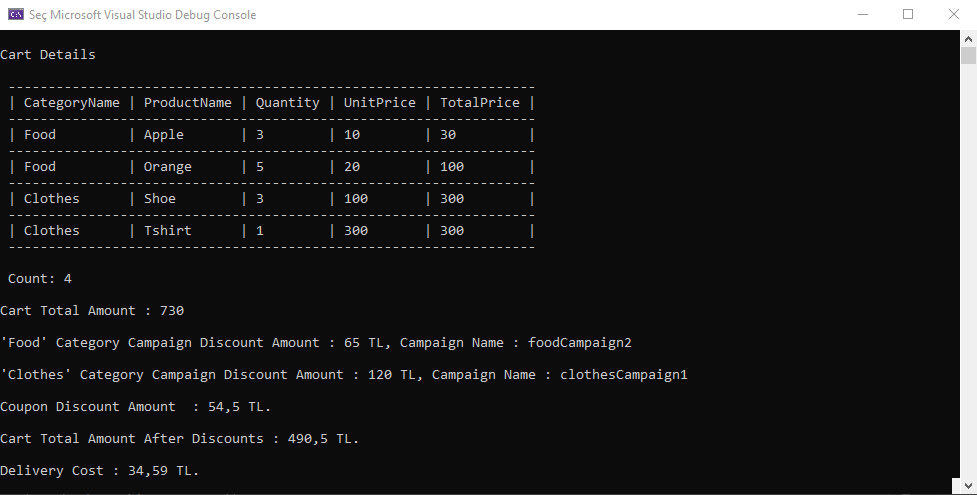 Seç Microsoft Visual Studio Debug Console
Cart Details
-----------------------------------------------------------------
| CategoryName | ProductName | Quantity | UnitPrice | TotalPrice |
-----------------------------------------------------------------
| Food | Apple | 3 | 10 | 30 |
-----------------------------------------------------------------
| Food | Orange | 5 | 20 | 100 |
-----------------------------------------------------------------
| Clothes | Shoe | 3 | 100 | 300 |
-----------------------------------------------------------------
| Clothes | Tshirt | 1 | 300 | 300 |
-----------------------------------------------------------------
Count: 4
Cart Total Amount : 730
'Food' Category Campaign Discount Amount : 65 TL, Campaign Name : foodCampaign2
'Clothes' Category Campaign Discount Amount : 120 TL, Campaign Name : clothesCampaign1
Coupon Discount Amount  : 54,5 TL.
Cart Total Amount After Discounts : 490,5 TL.
Delivery Cost : 34,59 TL.